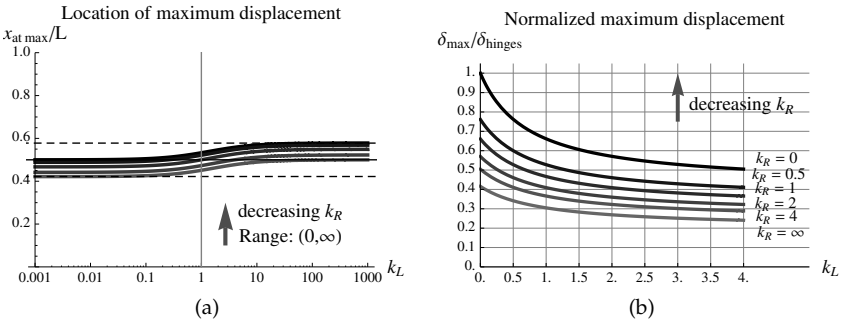 Location of maximum displacement
x_at max/L
1.0
0.8
0.6
0.4
0.2
decreasing k_R
Range: (0,∞)
0.001
0.01
0.1
1
10
100
1000
k_L
(a)
Normalized maximum displacement
δ_max/δ_hinges
1.
0.9
0.8
0.7
0.6
0.5
0.4
0.3
0.2
0.1
0.
decreasing k_R
k_R = 0
k_R = 0.5
k_R = 1
k_R = 2
k_R = 4
k_R = ∞
0.
0.5
1.
1.5
2.
2.5
3.
3.5
4.
k_L
(b)